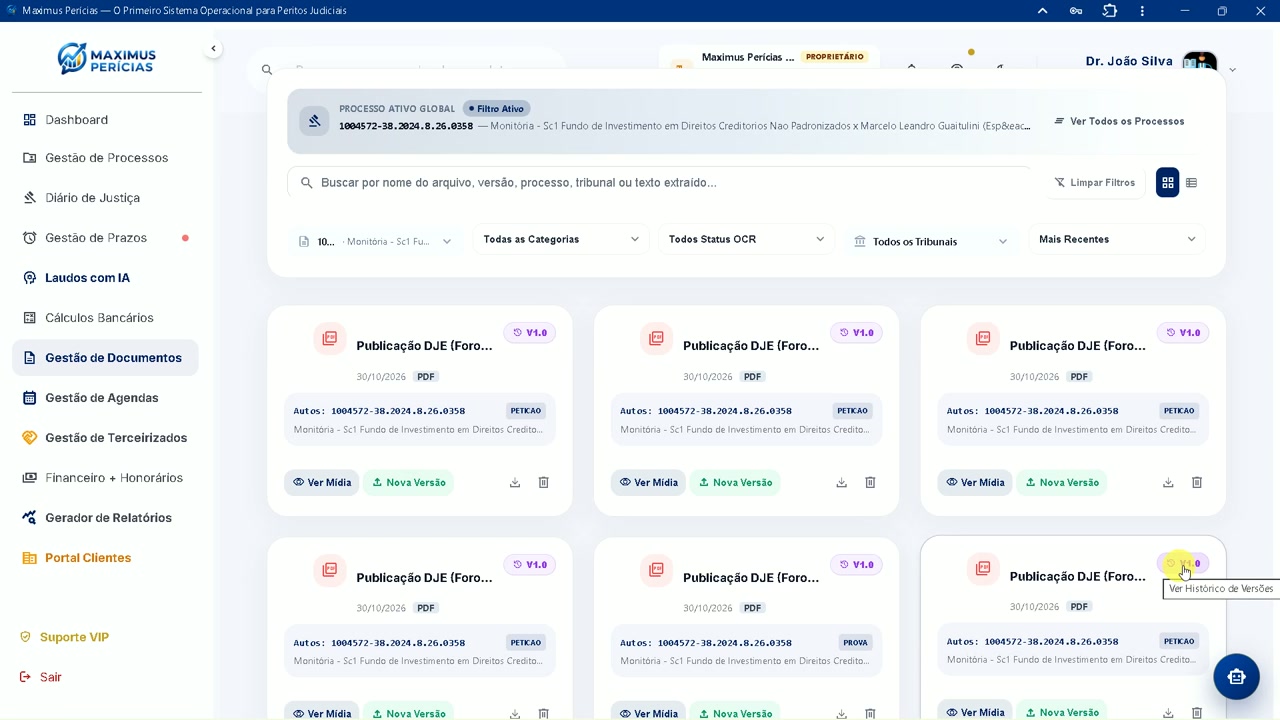 Maximus Perícias — O Primeiro Sistema Operacional para Peritos Judiciais
MAXIMUS
PERÍCIAS
Dashboard
Gestão de Processos
Diário de Justiça
Gestão de Prazos
Laudos com IA
Cálculos Bancários
Gestão de Documentos
Gestão de Agendas
Gestão de Terceirizados
Financeiro + Honorários
Gerador de Relatórios
Portal Clientes
Suporte VIP
Sair
Maximus Perícias ... PROPRIETÁRIO
Dr. João Silva
PROCESSO ATIVO GLOBAL Filtro Ativo
1004572-38.2024.8.26.0358 — Monitória - Sc1 Fundo de Investimento em Direitos Creditorios Nao Padronizados x Marcelo Leandro Guaitulini (Esp&eac...
Ver Todos os Processos
Buscar por nome do arquivo, versão, processo, tribunal ou texto extraído...
Limpar Filtros
10... · Monitória - Sc1 Fu...
Todas as Categorias
Todos Status OCR
Todos os Tribunais
Mais Recentes
Publicação DJE (Foro... V1.0
30/10/2026 PDF
Autos: 1004572-38.2024.8.26.0358 PETICAO
Monitória - Sc1 Fundo de Investimento em Direitos Credito...
Ver Mídia Nova Versão
Publicação DJE (Foro... V1.0
30/10/2026 PDF
Autos: 1004572-38.2024.8.26.0358 PETICAO
Monitória - Sc1 Fundo de Investimento em Direitos Credito...
Ver Mídia Nova Versão
Publicação DJE (Foro... V1.0
30/10/2026 PDF
Autos: 1004572-38.2024.8.26.0358 PETICAO
Monitória - Sc1 Fundo de Investimento em Direitos Credito...
Ver Mídia Nova Versão
Publicação DJE (Foro... V1.0
30/10/2026 PDF
Autos: 1004572-38.2024.8.26.0358 PETICAO
Monitória - Sc1 Fundo de Investimento em Direitos Credito...
Ver Mídia Nova Versão
Publicação DJE (Foro... V1.0
30/10/2026 PDF
Autos: 1004572-38.2024.8.26.0358 PROVA
Monitória - Sc1 Fundo de Investimento em Direitos Credito...
Ver Mídia Nova Versão
Publicação DJE (Foro... V1.0
Ver Histórico de Versões
30/10/2026 PDF
Autos: 1004572-38.2024.8.26.0358 PETICAO
Monitória - Sc1 Fundo de Investimento em Direitos Credito...
Ver Mídia Nova Versão